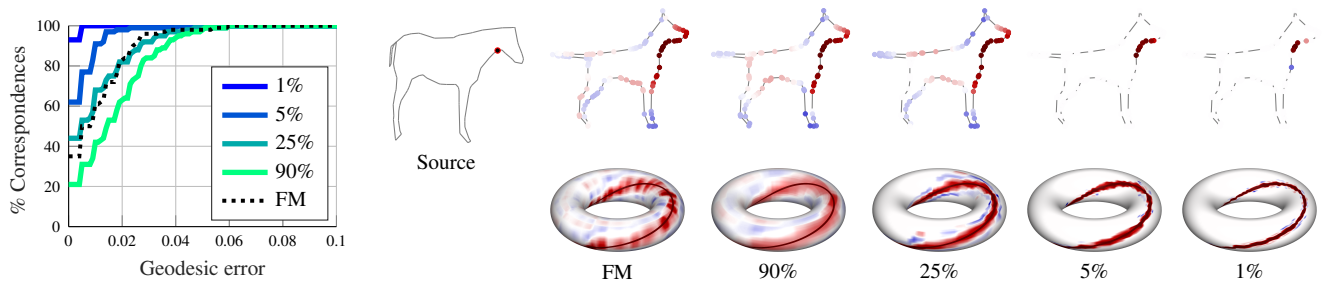 % Correspondences
100
80
60
40
20
0
0 0.02 0.04 0.06 0.08 0.1
Geodesic error
1%
5%
25%
90%
FM
Source
FM 90% 25% 5% 1%